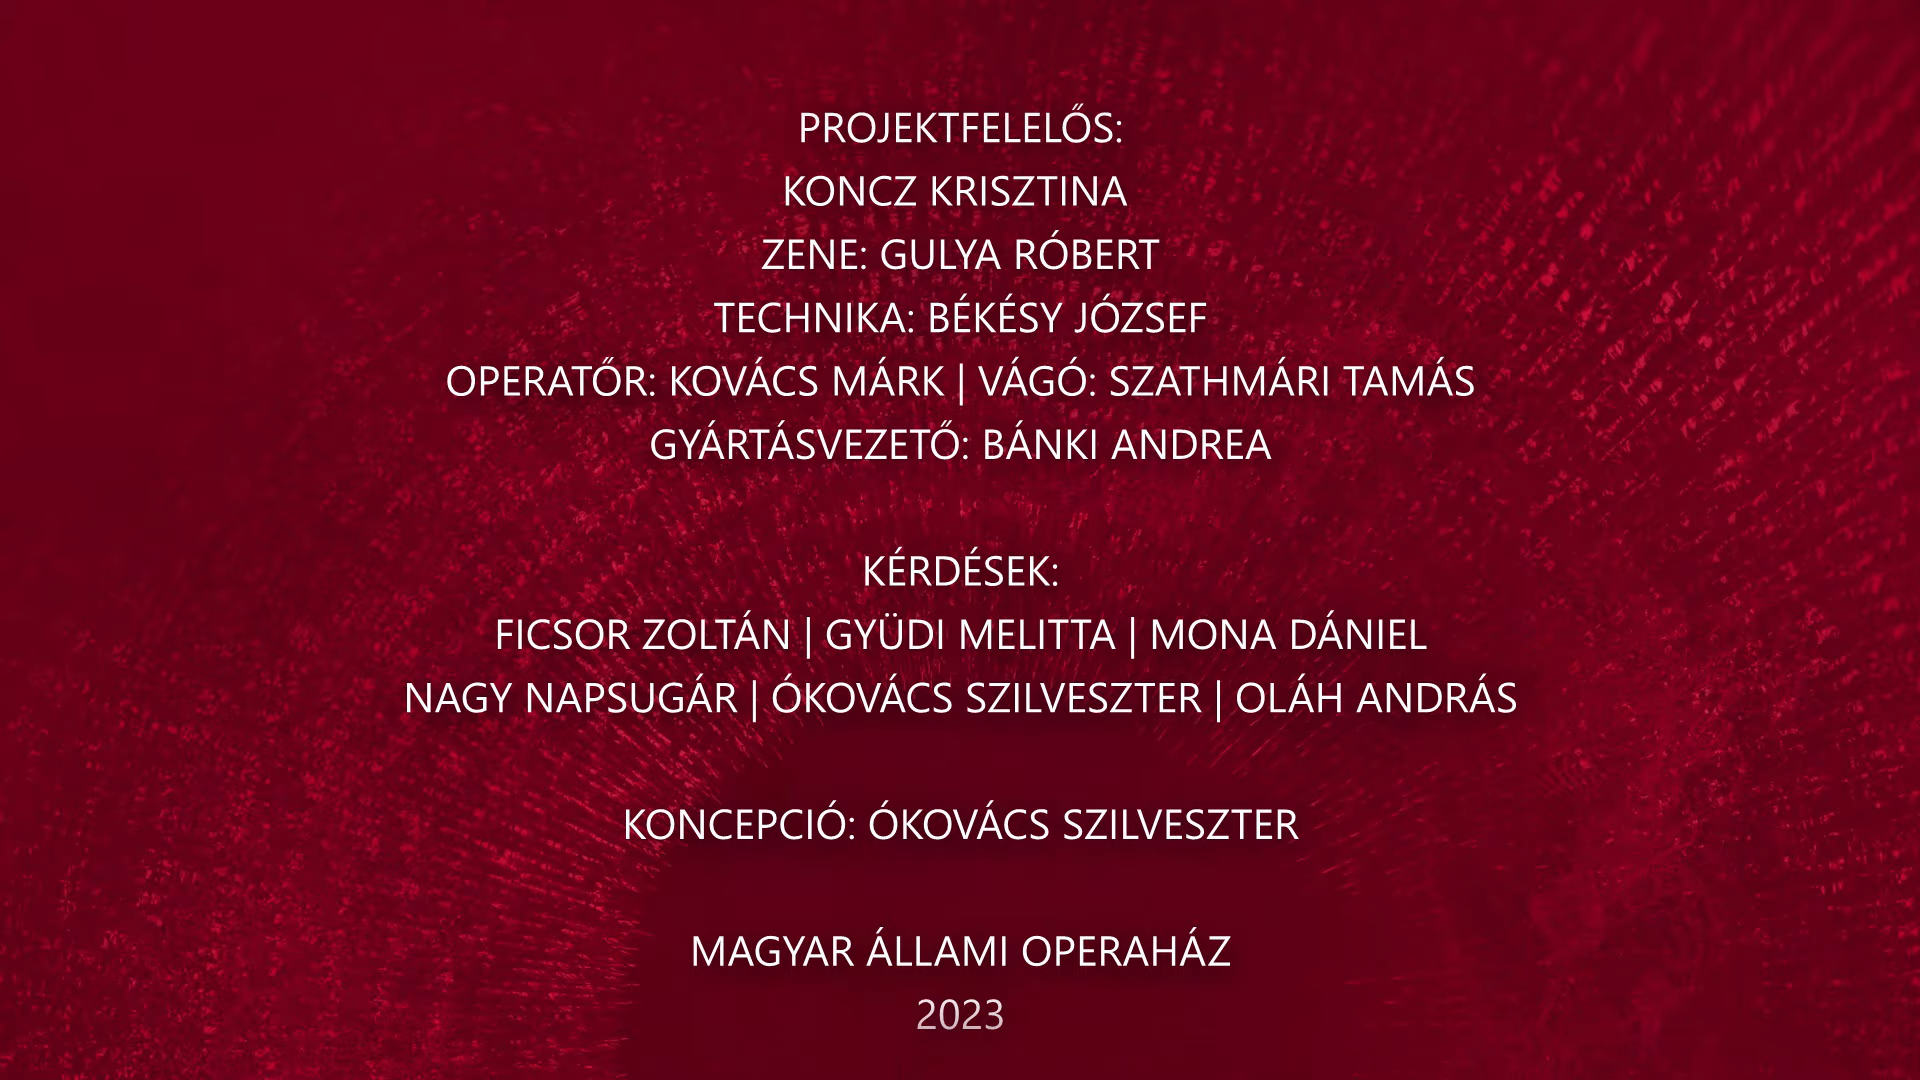 PROJEKTFELELŐS:
KONCZ KRISZTINA
ZENE: GULYA RÓBERT
TECHNIKA: BÉKÉSY JÓZSEF
OPERATŐR: KOVÁCS MÁRK | VÁGÓ: SZATHMÁRI TAMÁS
GYÁRTÁSVEZETŐ: BÁNKI ANDREA
KÉRDÉSEK:
FICSOR ZOLTÁN | GYÜDI MELITTA | MONA DÁNIEL
NAGY NAPSUGÁR | ÓKOVÁCS SZILVESZTER | OLÁH ANDRÁS
KONCEPCIÓ: ÓKOVÁCS SZILVESZTER
MAGYAR ÁLLAMI OPERAHÁZ
2023